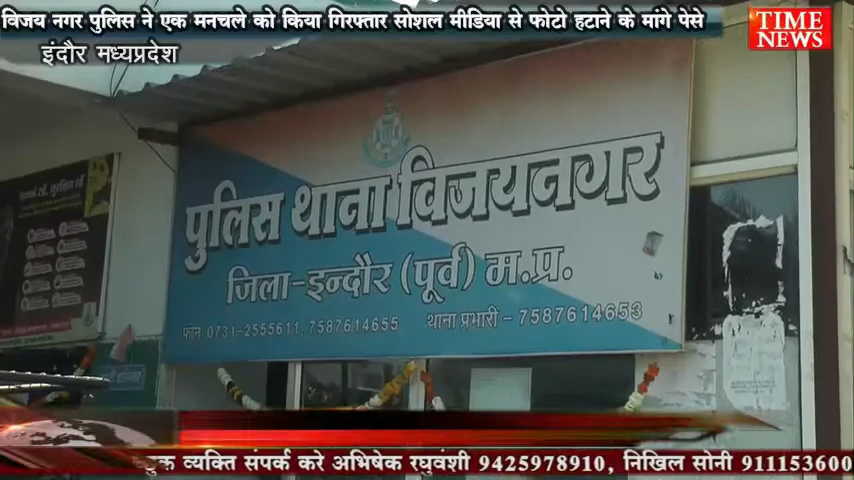 विजय नगर पुलिस ने एक मनचले को किया गिरफ्तार सोशल मीडिया से फोटो हटाने के मांगे पेसे
TIME
NEWS
इंदौर मध्यप्रदेश
पुलिस थाना विजयनगर
जिला-इन्दौर (पूर्व) म.प्र.
फोन 0731-2555611, 7587614655 थाना प्रभारी - 7587614653
व्यक्ति संपर्क करे अभिषेक रघुवंशी 9425978910, निखिल सोनी 911153600